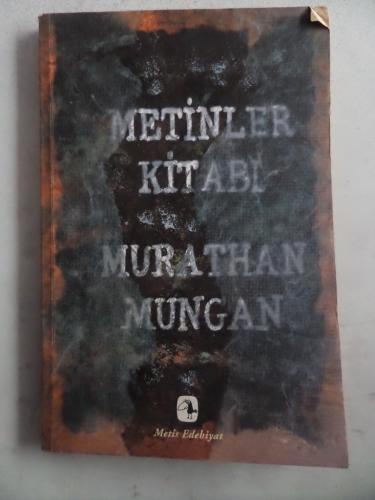 METİNLER
KİTABI
MURATHAN
MUNGAN
Metis Edebiyat